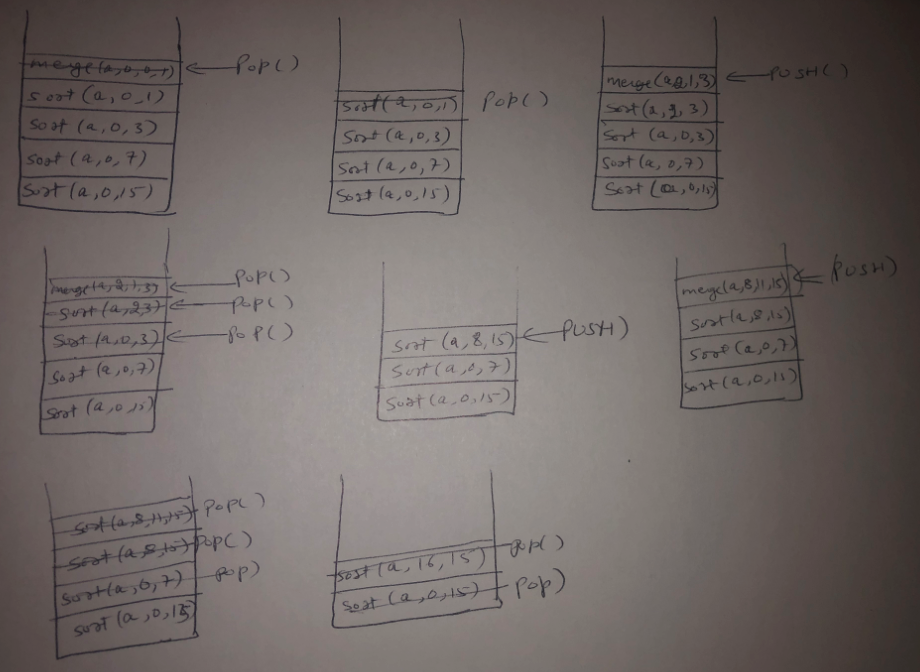 merge(a,0,0,1) ← Pop()
sort(a,0,1)
sort(a,0,3)
sort(a,0,7)
sort(a,0,15)
sort(a,0,1) Pop()
sort(a,0,3)
sort(a,0,7)
sort(a,0,15)
merge(a,2,1,3) ← PUSH()
sort(a,2,3)
sort(a,0,3)
sort(a,0,7)
sort(a,0,15)
merge(a,2,1,3) ← Pop()
sort(a,2,3) ← pop()
sort(a,0,3) ← pop()
sort(a,0,7)
sort(a,0,15)
sort(a,8,15) ← PUSH)
sort(a,0,7)
sort(a,0,15)
merge(a,8,11,15) ← PUSH)
sort(a,8,15)
sort(a,0,7)
sort(a,0,15)
sort(a,8,11,15) Pop()
sort(a,8,15) Pop()
sort(a,0,7) pop)
sort(a,0,15)
sort(a,16,15) pop()
sort(a,0,15) Pop)